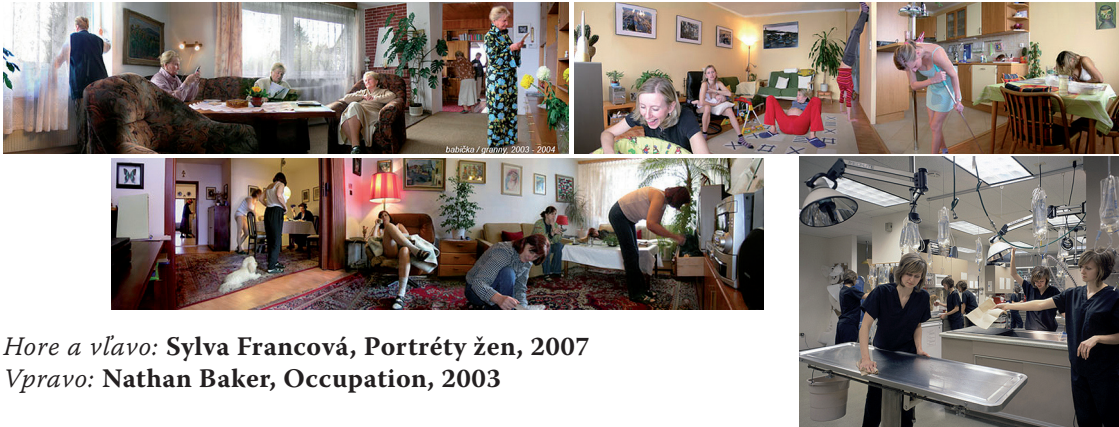 babička / granny, 2003 - 2004
Hore a vľavo: Sylva Francová, Portréty žen, 2007
Vpravo: Nathan Baker, Occupation, 2003